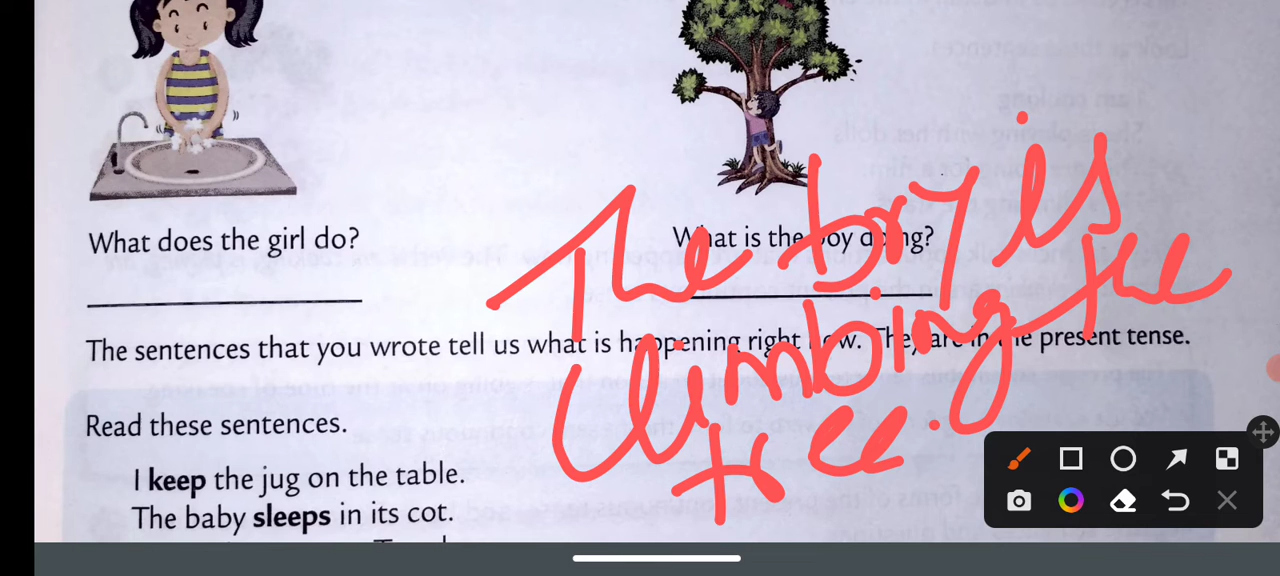 What does the girl do?
What is the boy doing?
The boy is
climbing the
tree.
The sentences that you wrote tell us what is happening right now. They are in the present tense.
Read these sentences.
I keep the jug on the table.
The baby sleeps in its cot.